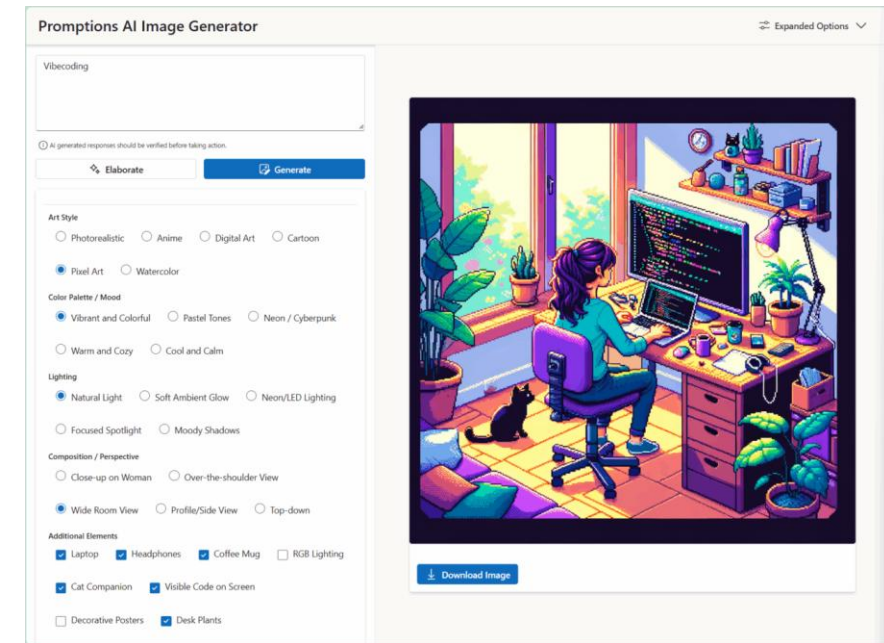 Promptions AI Image Generator
Expanded Options
Vibecoding
AI generated responses should be verified before taking action.
Elaborate
Generate
Art Style
Photorealistic Anime Digital Art Cartoon
Pixel Art Watercolor
Color Palette / Mood
Vibrant and Colorful Pastel Tones Neon / Cyberpunk
Warm and Cozy Cool and Calm
Lighting
Natural Light Soft Ambient Glow Neon/LED Lighting
Focused Spotlight Moody Shadows
Composition / Perspective
Close-up on Woman Over-the-shoulder View
Wide Room View Profile/Side View Top-down
Additional Elements
Laptop Headphones Coffee Mug RGB Lighting
Cat Companion Visible Code on Screen
Decorative Posters Desk Plants
Download Image